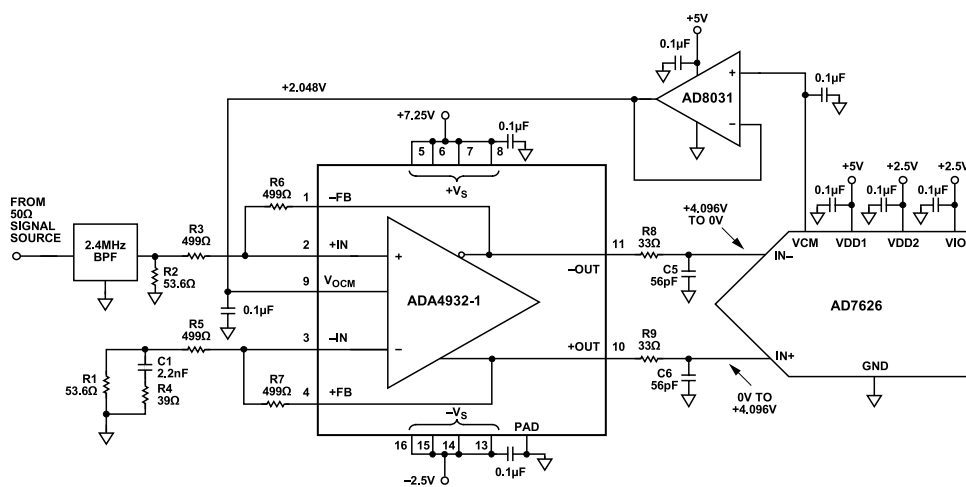 +5V
0.1µF
+2.048V
AD8031
+
–
0.1µF
+7.25V
0.1µF
5 6 7 8
+VS
+5V
+2.5V
+2.5V
0.1µF
0.1µF
0.1µF
FROM
50Ω
SIGNAL
SOURCE
2.4MHz
BPF
R3
499Ω
R2
53.6Ω
R6
499Ω
1
–FB
2
+IN
+
9
VOCM
0.1µF
ADA4932-1
R5
499Ω
3
–IN
–
R7
499Ω
4
+FB
R1
53.6Ω
C1
2.2nF
R4
39Ω
–VS
PAD
16 15 14 13
0.1µF
–2.5V
11
–OUT
R8
33Ω
C5
56pF
+4.096V
TO 0V
+OUT
10
R9
33Ω
C6
56pF
0V TO
+4.096V
VCM
VDD1
VDD2
VIO
IN–
AD7626
IN+
GND